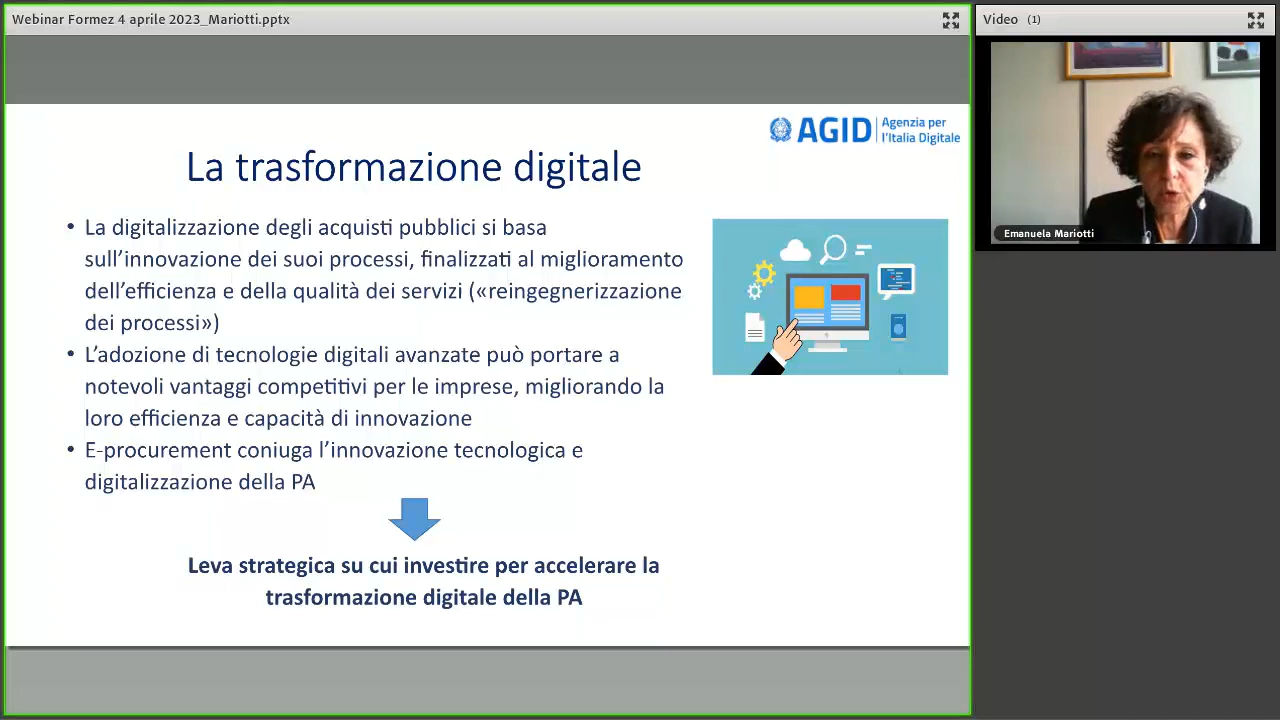 Webinar Formez 4 aprile 2023_Mariotti.pptx
Video (1)
AGID Agenzia per
l'Italia Digitale
La trasformazione digitale
• La digitalizzazione degli acquisti pubblici si basa
sull’innovazione dei suoi processi, finalizzati al miglioramento
dell’efficienza e della qualità dei servizi («reingegnerizzazione
dei processi»)
• L’adozione di tecnologie digitali avanzate può portare a
notevoli vantaggi competitivi per le imprese, migliorando la
loro efficienza e capacità di innovazione
• E-procurement coniuga l’innovazione tecnologica e
digitalizzazione della PA
Leva strategica su cui investire per accelerare la
trasformazione digitale della PA
Emanuela Mariotti